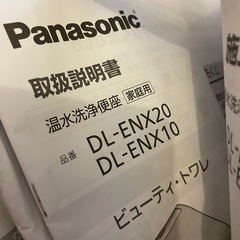 Panasonic
取扱説明書
温水洗浄便座 家庭用
品番 DL-ENX20
DL-ENX10
ビューティ・トワレ